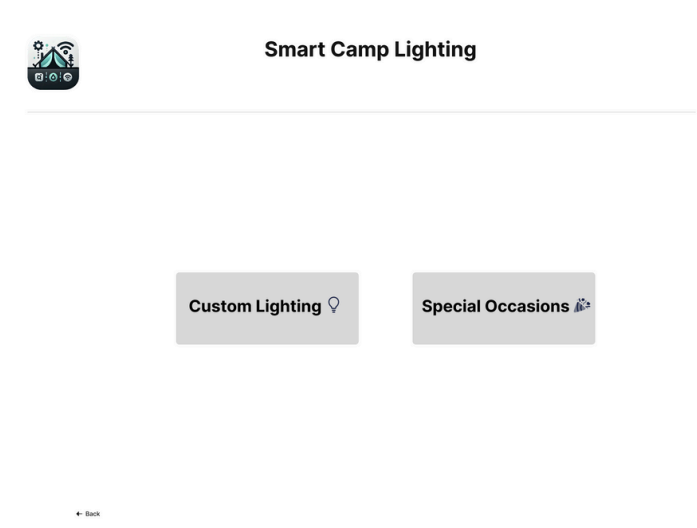 Smart Camp Lighting
Custom Lighting
Special Occasions
← Back